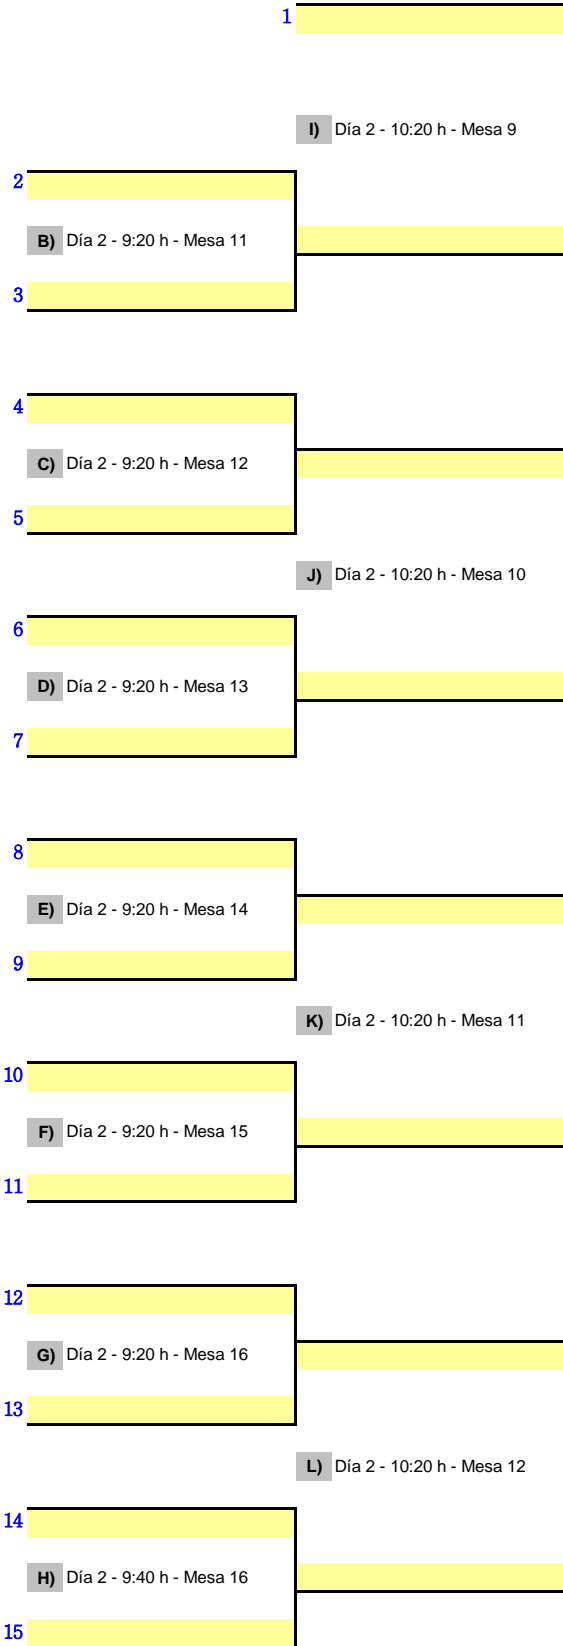 1
I) Día 2 - 10:20 h - Mesa 9
2
B) Día 2 - 9:20 h - Mesa 11
3
4
C) Día 2 - 9:20 h - Mesa 12
5
J) Día 2 - 10:20 h - Mesa 10
6
D) Día 2 - 9:20 h - Mesa 13
7
8
E) Día 2 - 9:20 h - Mesa 14
9
K) Día 2 - 10:20 h - Mesa 11
10
F) Día 2 - 9:20 h - Mesa 15
11
12
G) Día 2 - 9:20 h - Mesa 16
13
L) Día 2 - 10:20 h - Mesa 12
14
H) Día 2 - 9:40 h - Mesa 16
15